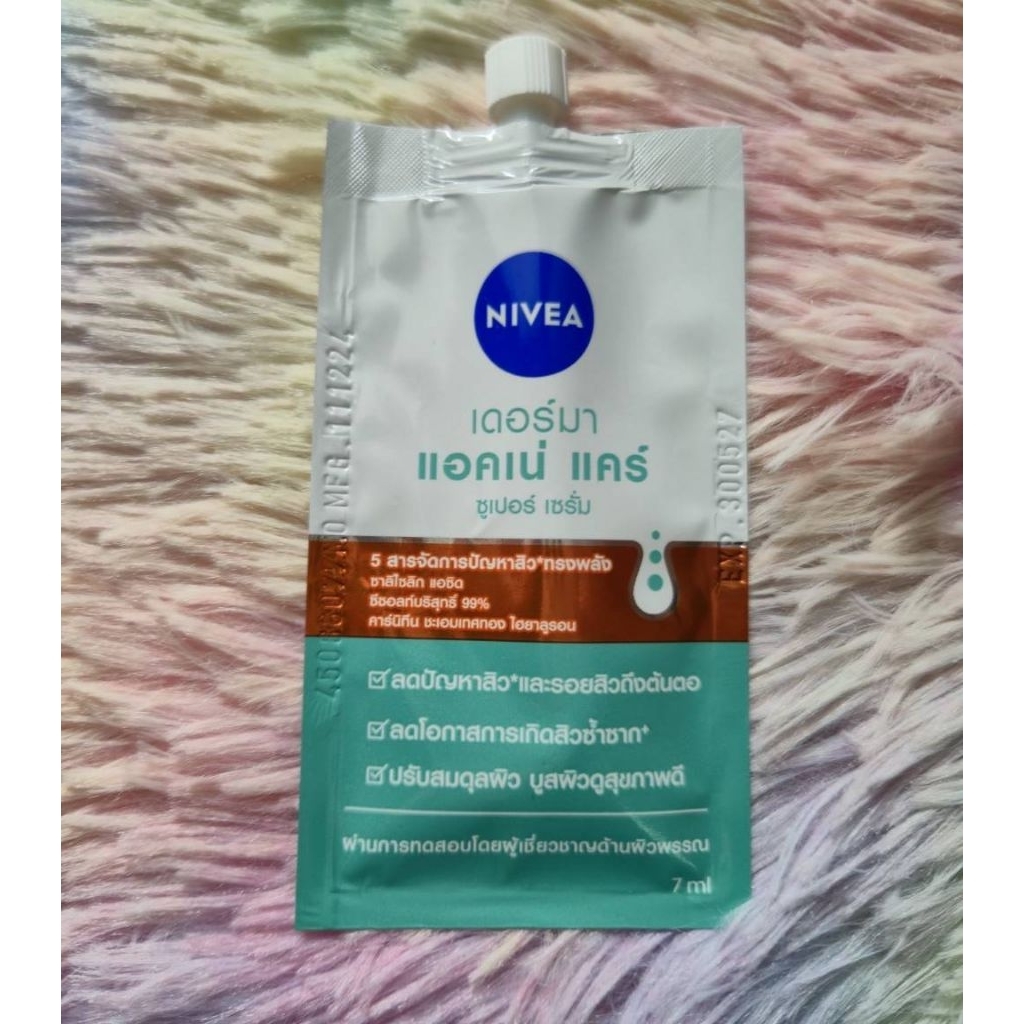 NIVEA
เดอร์มา
แอคเน่ แคร์
ซูเปอร์ เซรั่ม
5 สารจัดการปัญหาสิว*ทรงพลัง
ซาลิไซลิก แอซิด
ซีซอลท์บริสุทธิ์ 99%
คาร์นิทีน ชะเอมเทศทอง ไฮยาลูรอน
ลดปัญหาสิว*และรอยสิวถึงต้นตอ
ลดโอกาสการเกิดสิวซ้ำซาก⁺
ปรับสมดุลผิว บูสผิวดูสุขภาพดี
ผ่านการทดสอบโดยผู้เชี่ยวชาญด้านผิวพรรณ
7 ml
MFG.111224
EXP.300527